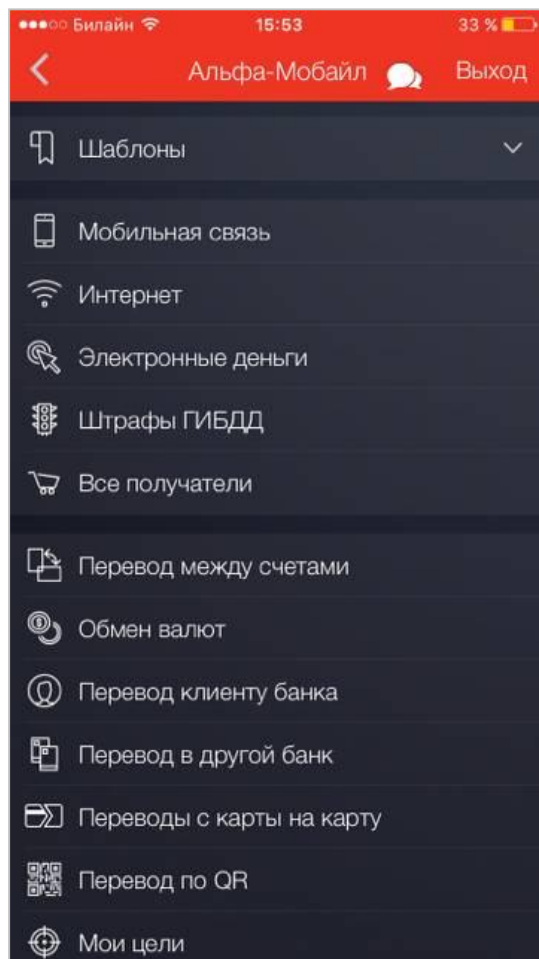 Билайн 15:53 33 %
Альфа-Мобайл Выход
Шаблоны
Мобильная связь
Интернет
Электронные деньги
Штрафы ГИБДД
Все получатели
Перевод между счетами
Обмен валют
Перевод клиенту банка
Перевод в другой банк
Переводы с карты на карту
Перевод по QR
Мои цели